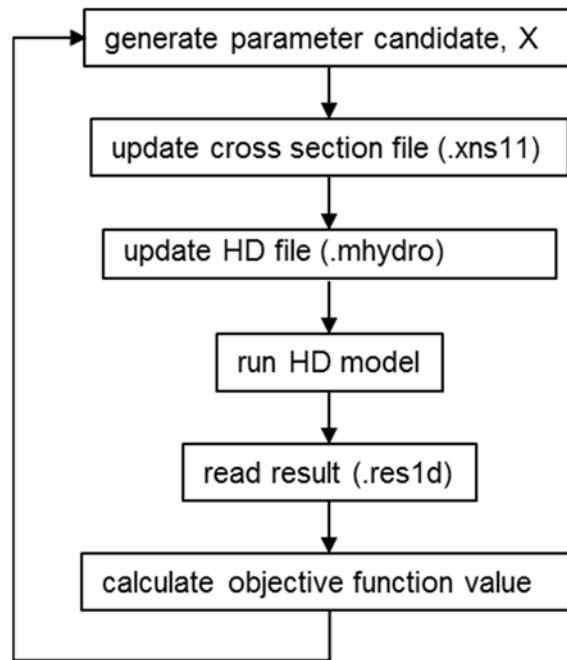 generate parameter candidate, X
update cross section file (.xns11)
update HD file (.mhydro)
run HD model
read result (.res1d)
calculate objective function value